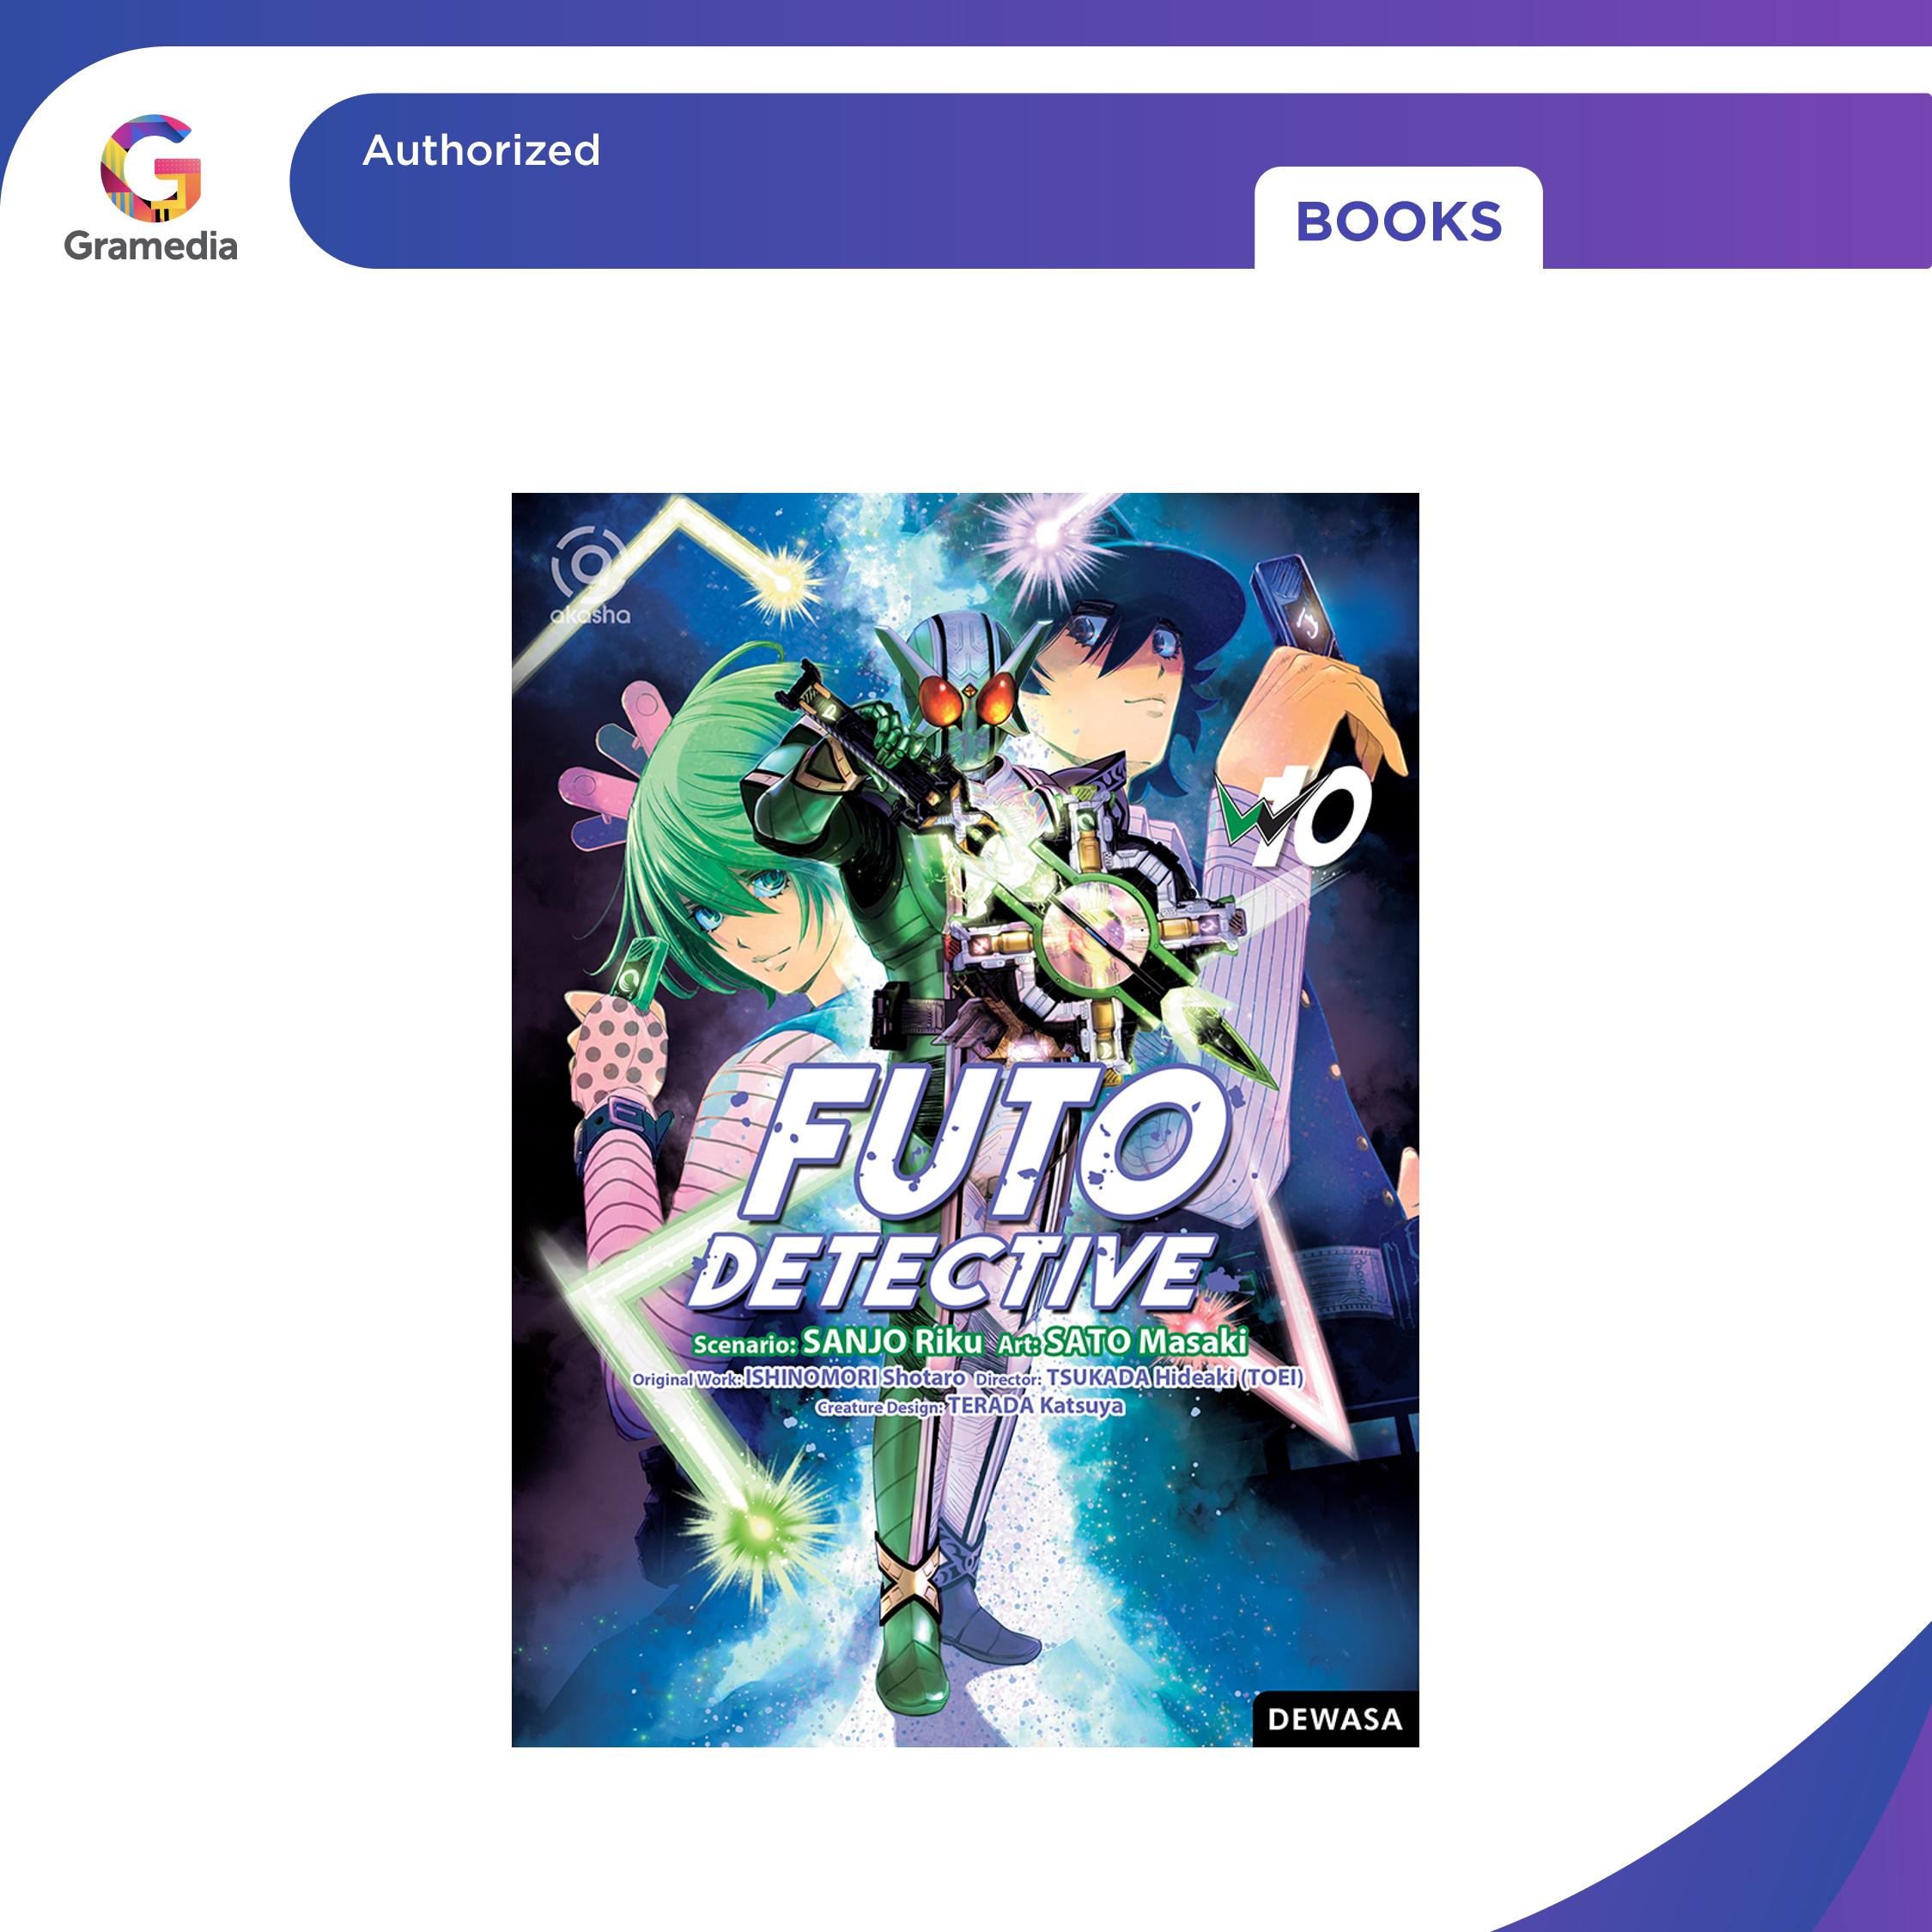 Authorized
BOOKS
Gramedia
akasha
W10
FUTO
DETECTIVE
Scenario: SANJO Riku Art: SATO Masaki
Original Work: ISHINOMORI Shotaro Director: TSUKADA Hideaki (TOEI)
Creature Design: TERADA Katsuya
DEWASA